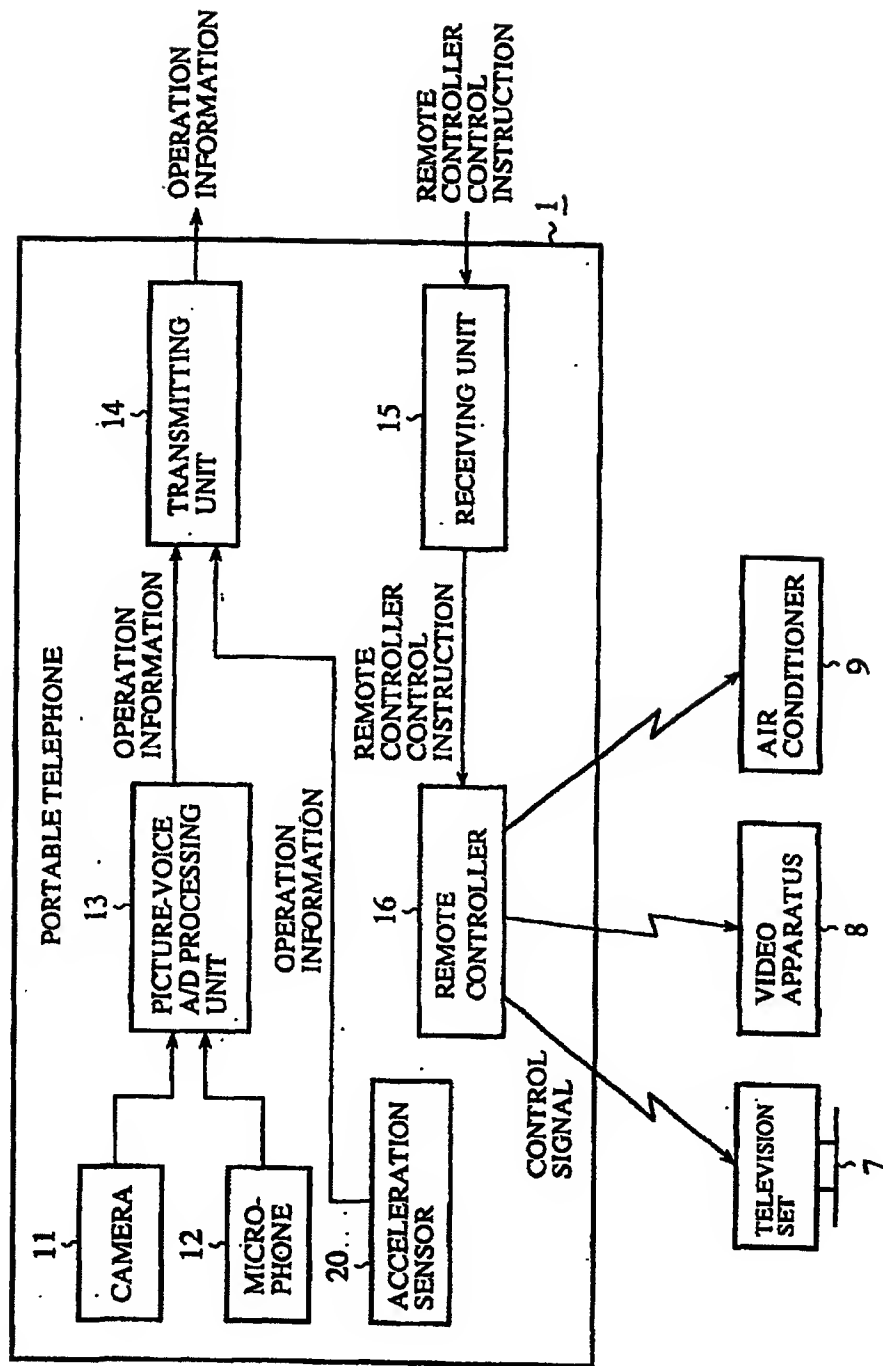 PORTABLE TELEPHONE
11
CAMERA
12
MICRO-
PHONE
20
ACCELERATION
SENSOR
13
PICTURE-VOICE
A/D PROCESSING
UNIT
OPERATION
INFORMATION
OPERATION
INFORMATION
14
TRANSMITTING
UNIT
OPERATION
INFORMATION
16
REMOTE
CONTROLLER
REMOTE
CONTROLLER
CONTROL
INSTRUCTION
15
RECEIVING UNIT
REMOTE
CONTROLLER
CONTROL
INSTRUCTION
1
CONTROL
SIGNAL
TELEVISION
SET
7
VIDEO
APPARATUS
8
AIR
CONDITIONER
9